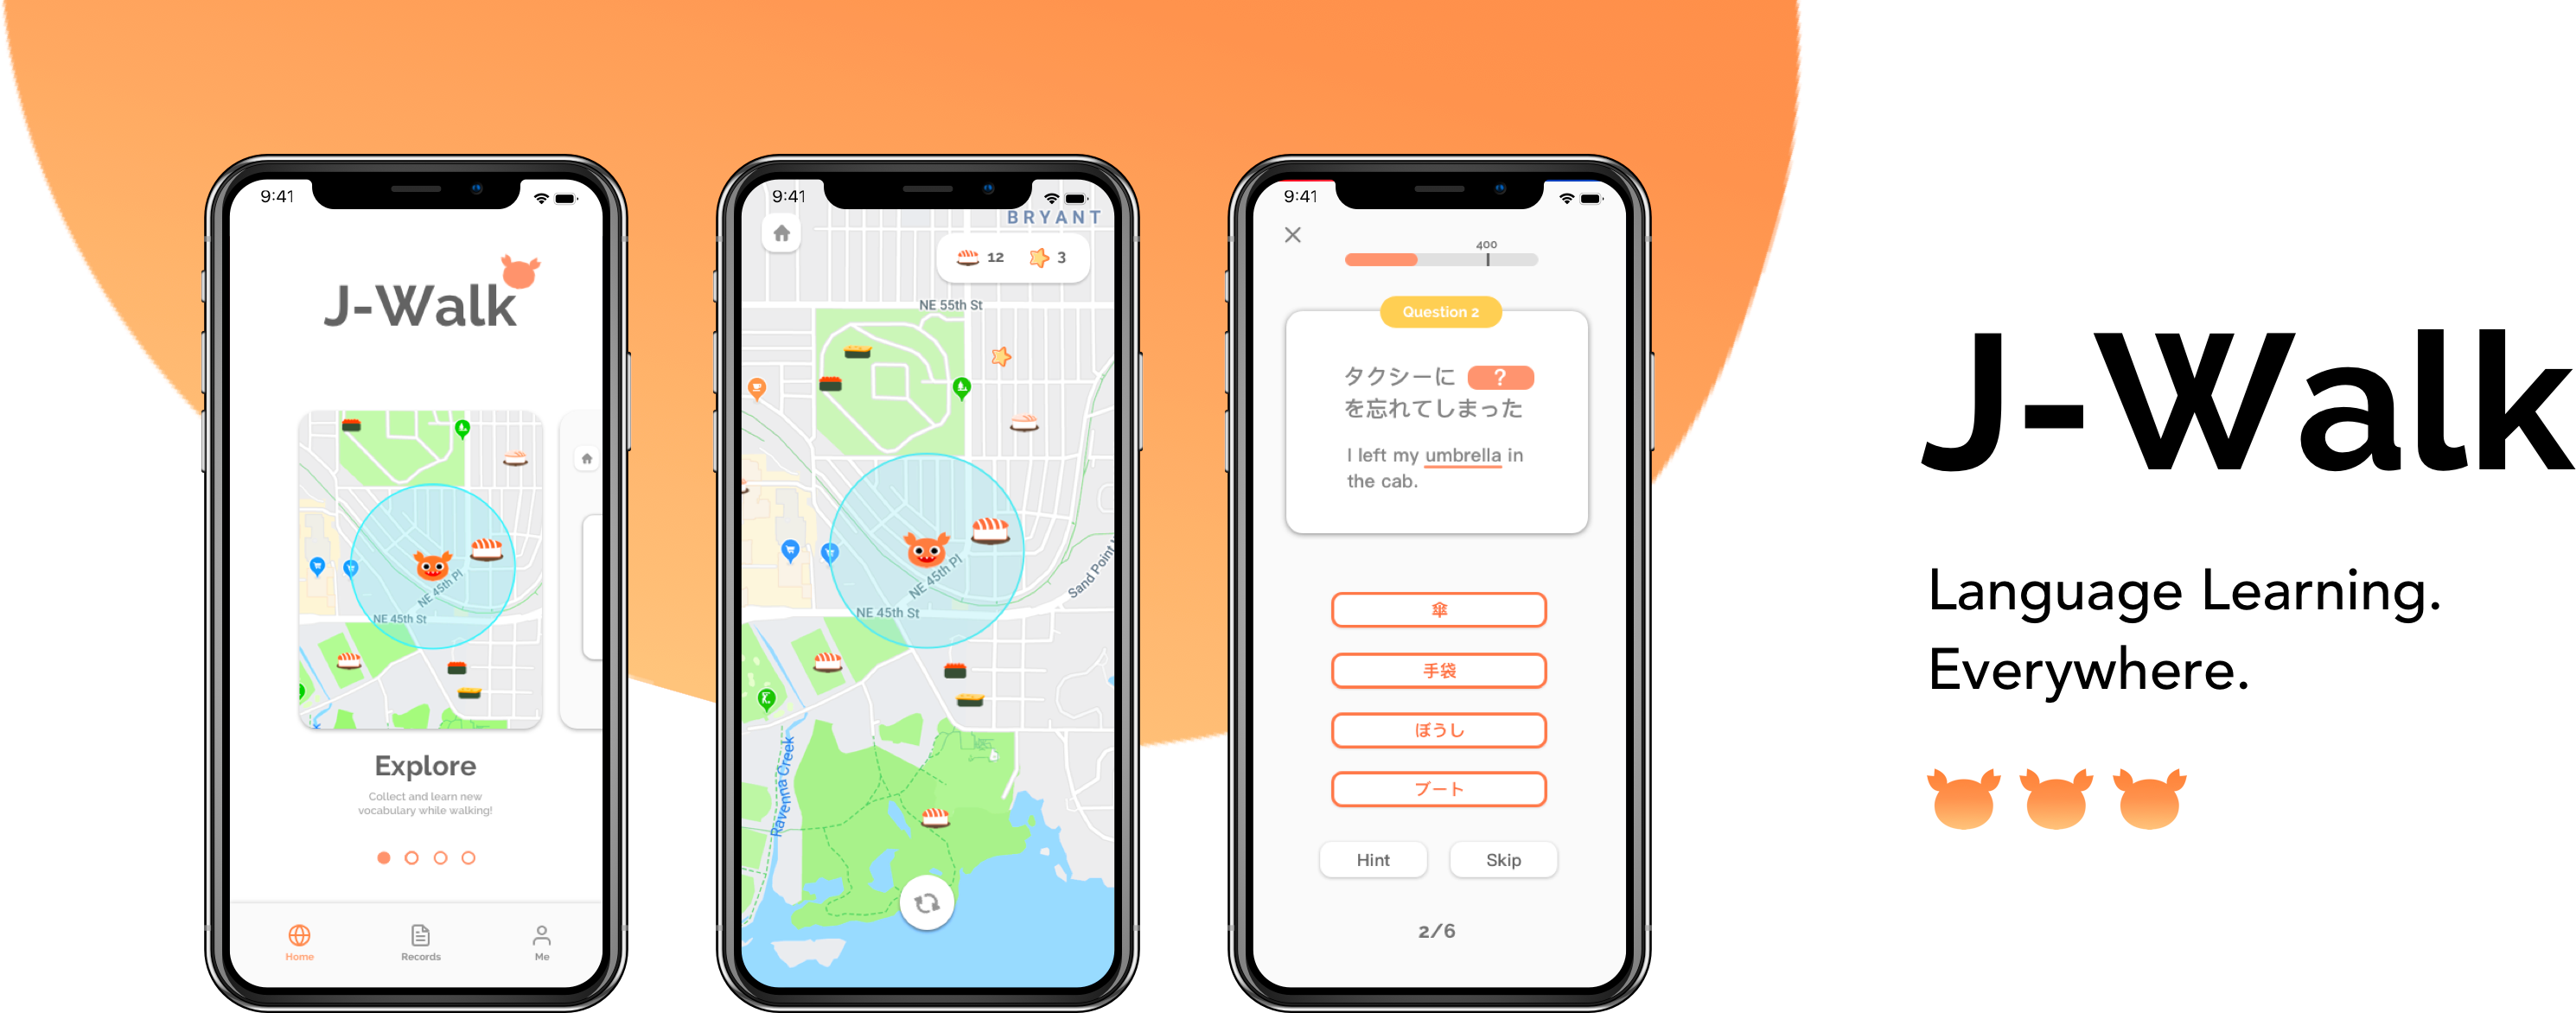 9:41
J-Walk
NE 45th Pl
NE 45th St
Explore
Collect and learn new
vocabulary while walking!
Home
Records
Me
9:41
BRYANT
12
3
NE 55th St
NE 45th Pl
Sand Point
NE 45th St
Ravenna Creek
9:41
400
Question 2
タクシーに ?
を忘れてしまった
I left my umbrella in
the cab.
傘
手袋
ぼうし
ブート
Hint
Skip
2/6
J-Walk
Language Learning.
Everywhere.